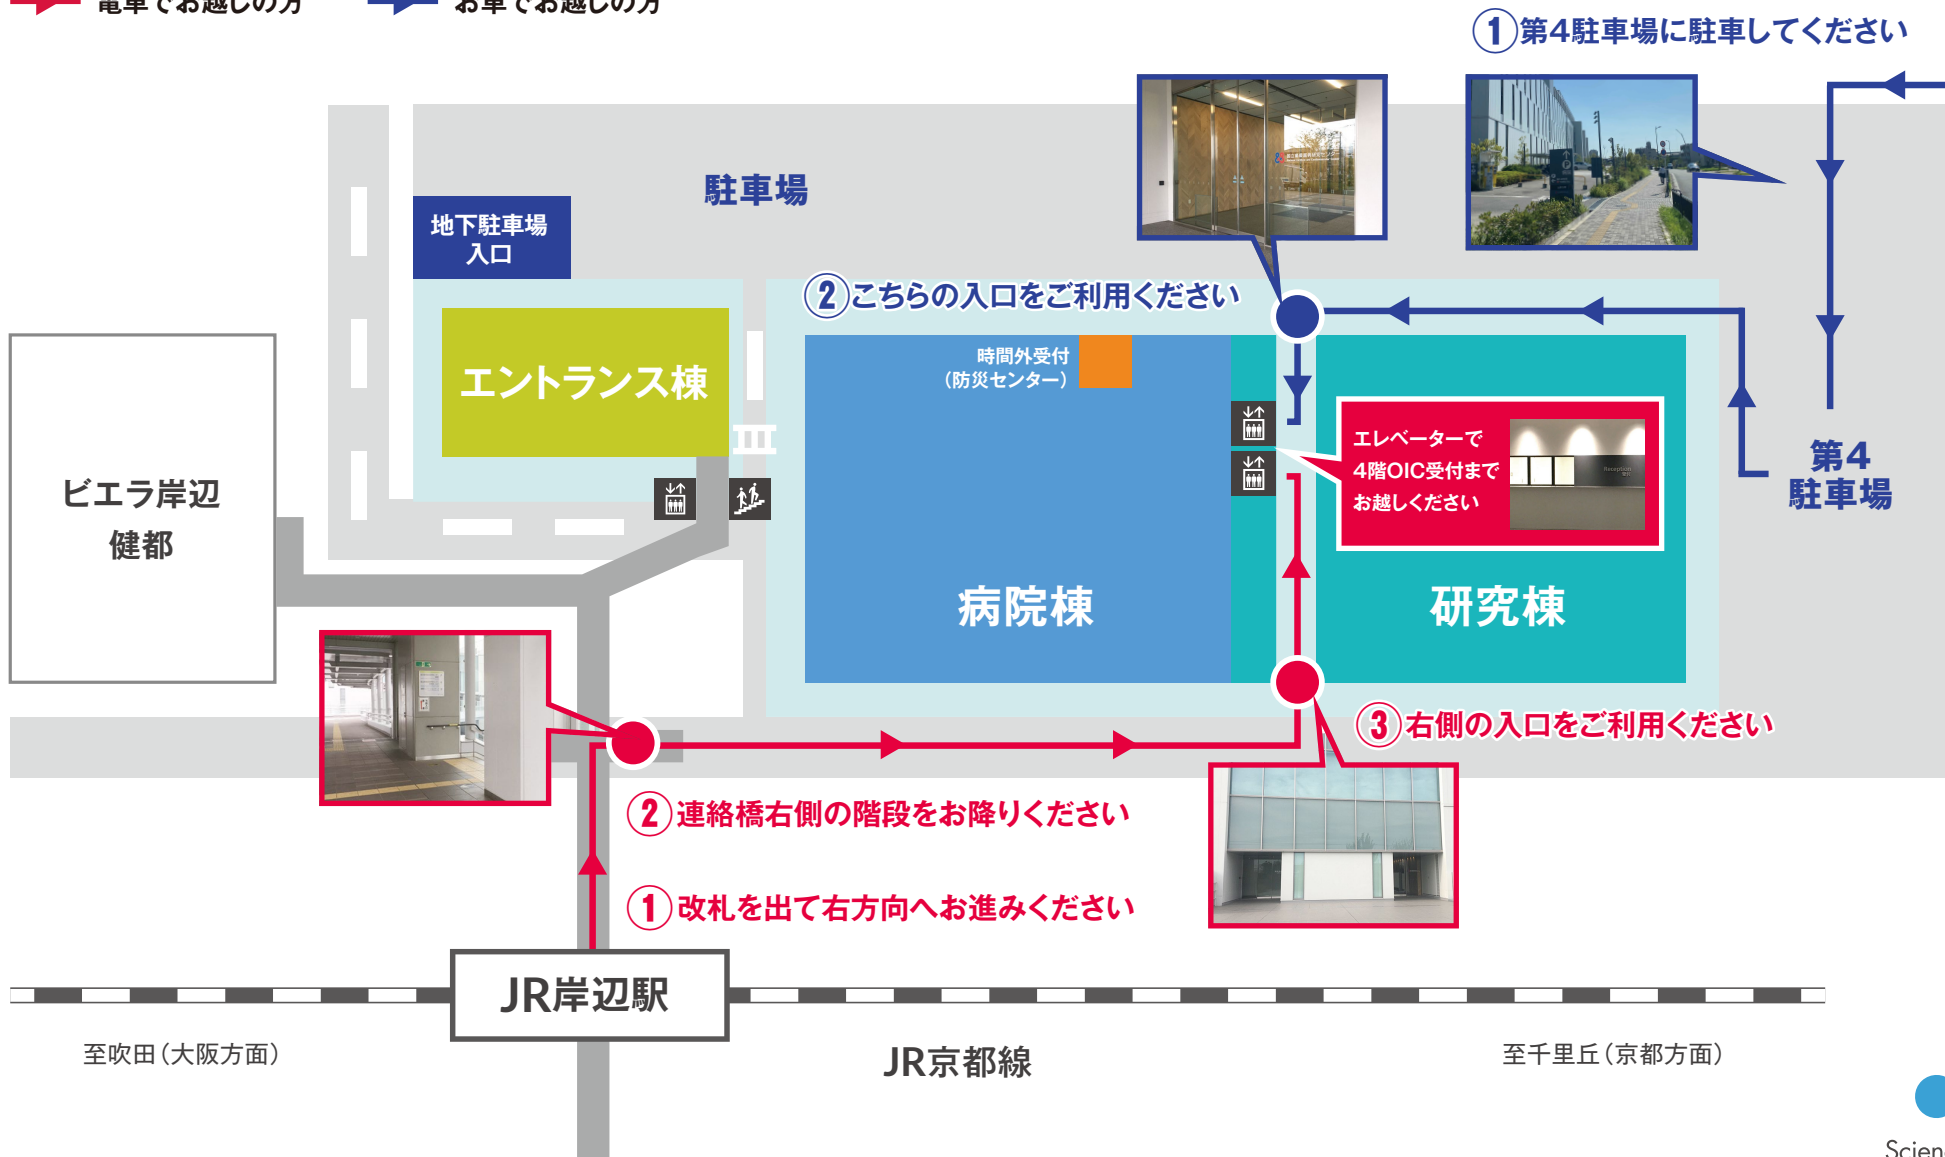 電車でお越しの方
お車でお越しの方
①第4駐車場に駐車してください
駐車場
地下駐車場
入口
②こちらの入口をご利用ください
エントランス棟
時間外受付
（防災センター）
エレベーターで
4階OIC受付まで
お越しください
Reception
第4
駐車場
ビエラ岸辺
健都
病院棟
研究棟
③右側の入口をご利用ください
②連絡橋右側の階段をお降りください
①改札を出て右方向へお進みください
JR岸辺駅
至吹田（大阪方面）
JR京都線
至千里丘（京都方面）